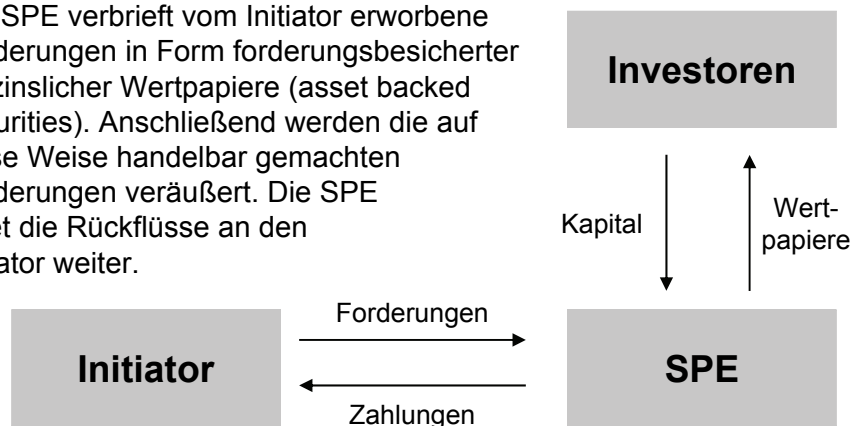 SPE verbrieft vom Initiator erworbene
derungen in Form forderungsbesicherter
zinslicher Wertpapiere (asset backed
urities). Anschließend werden die auf
se Weise handelbar gemachten
derungen veräußert. Die SPE
et die Rückflüsse an den
ator weiter.
Investoren
Kapital
Wert-
papiere
Forderungen
Initiator
SPE
Zahlungen